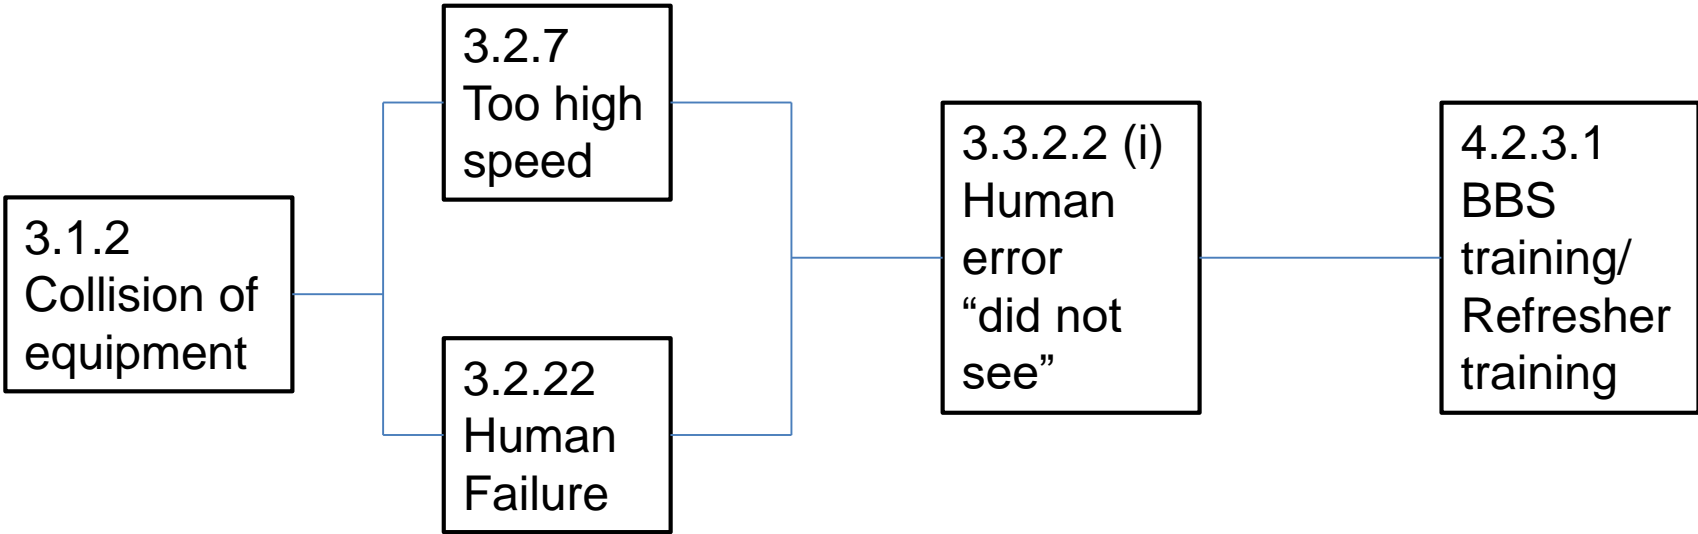 3.1.2
Collision of
equipment
3.2.7
Too high
speed
3.2.22
Human
Failure
3.3.2.2 (i)
Human
error
“did not
see”
4.2.3.1
BBS
training/
Refresher
training